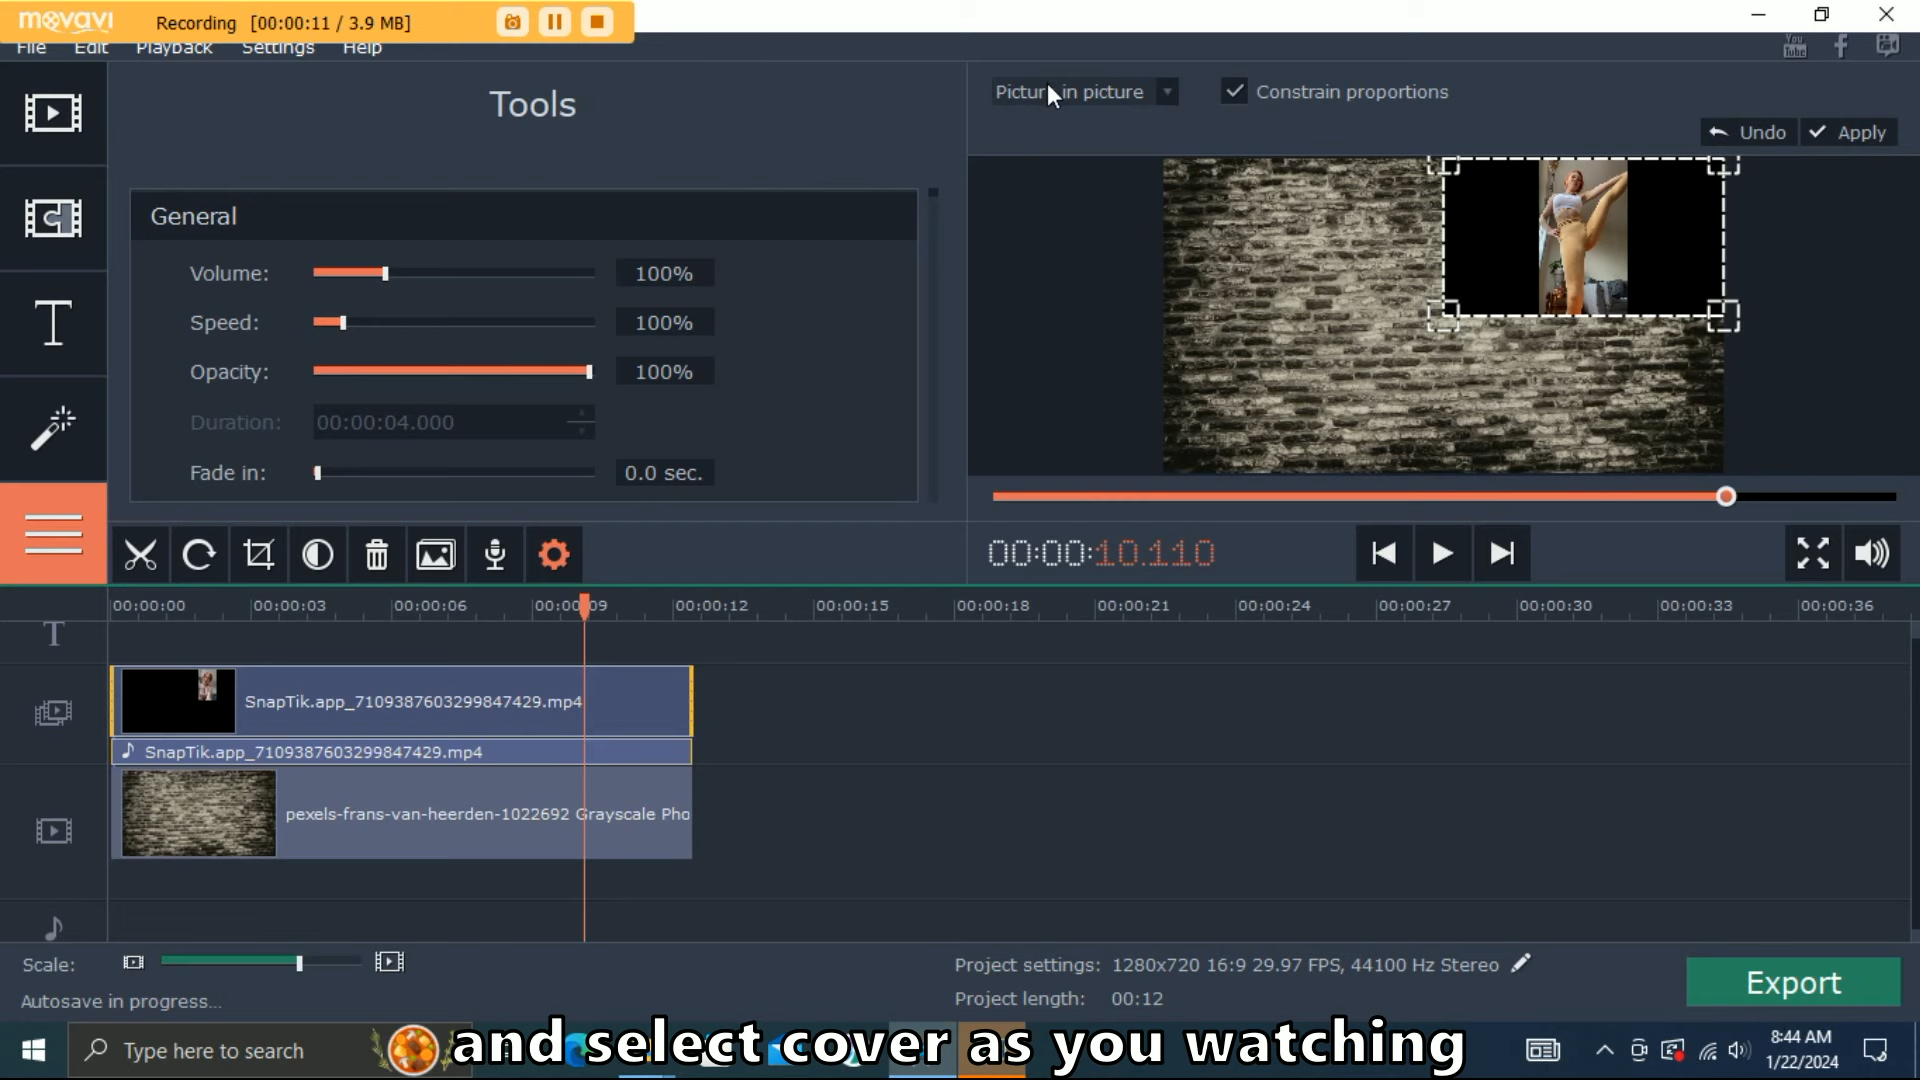 movavi
Recording [00:00:11 / 3.9 MB]
File Edit Playback Settings Help
You Tube
Tools
Picture in picture
Constrain proportions
Undo
Apply
General
Volume: 100%
Speed: 100%
Opacity: 100%
Duration: 00:00:04.000
Fade in: 0.0 sec.
00:00:10.110
00:00:00 00:00:03 00:00:06 00:00:09 00:00:12 00:00:15 00:00:18 00:00:21 00:00:24 00:00:27 00:00:30 00:00:33 00:00:36
T
SnapTik.app_7109387603299847429.mp4
SnapTik.app_7109387603299847429.mp4
pexels-frans-van-heerden-1022692 Grayscale Pho
Scale:
Project settings: 1280x720 16:9 29.97 FPS, 44100 Hz Stereo
Autosave in progress...
Project length: 00:12
Export
Type here to search
and select cover as you watching
8:44 AM
1/22/2024